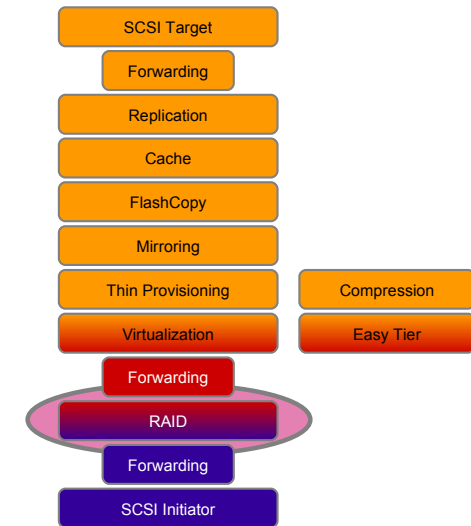 SCSI Target
Forwarding
Replication
Cache
FlashCopy
Mirroring
Thin Provisioning
Compression
Virtualization
Easy Tier
Forwarding
RAID
Forwarding
SCSI Initiator